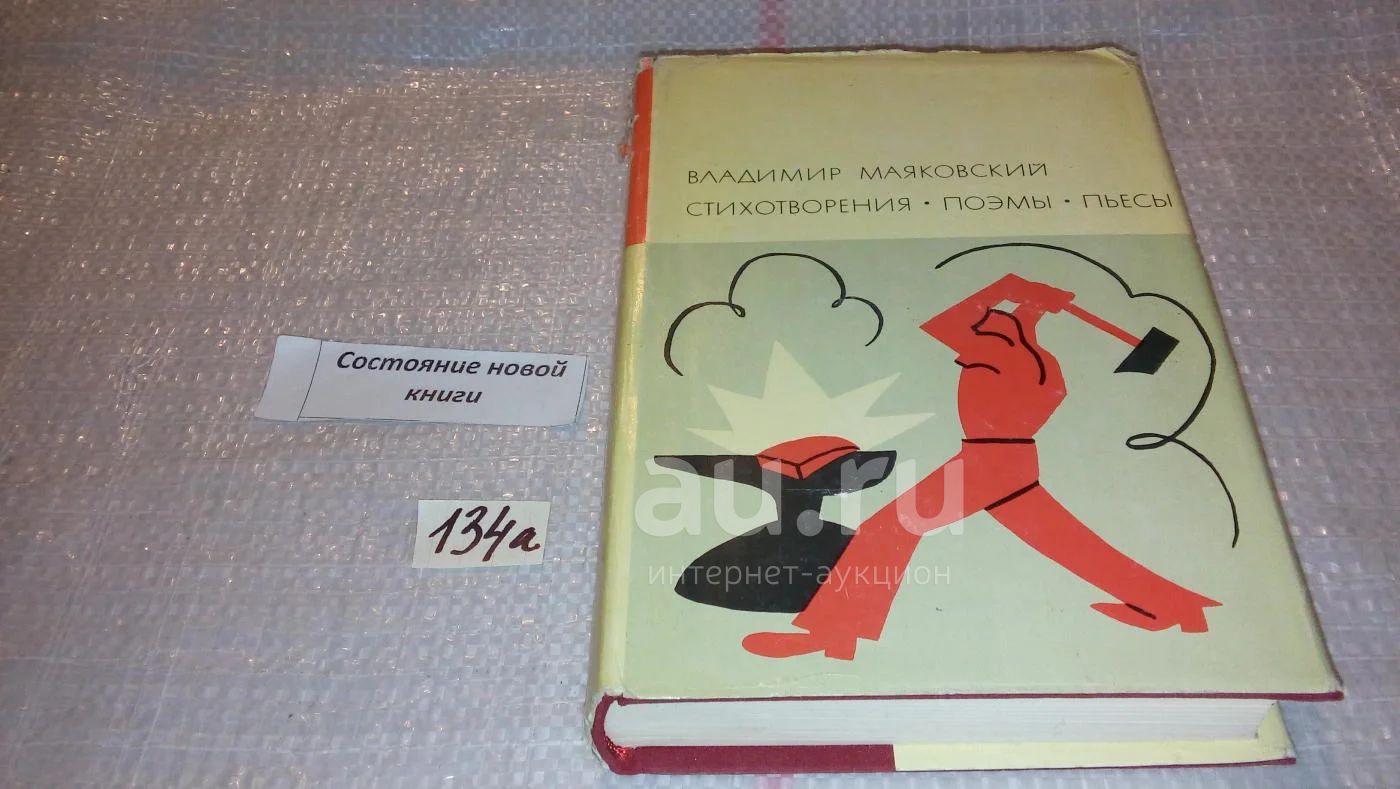 ВЛАДИМИР МАЯКОВСКИЙ
СТИХОТВОРЕНИЯ • ПОЭМЫ • ПЬЕСЫ
Состояние новой
книги
134а
au.ru
интернет-аукцион